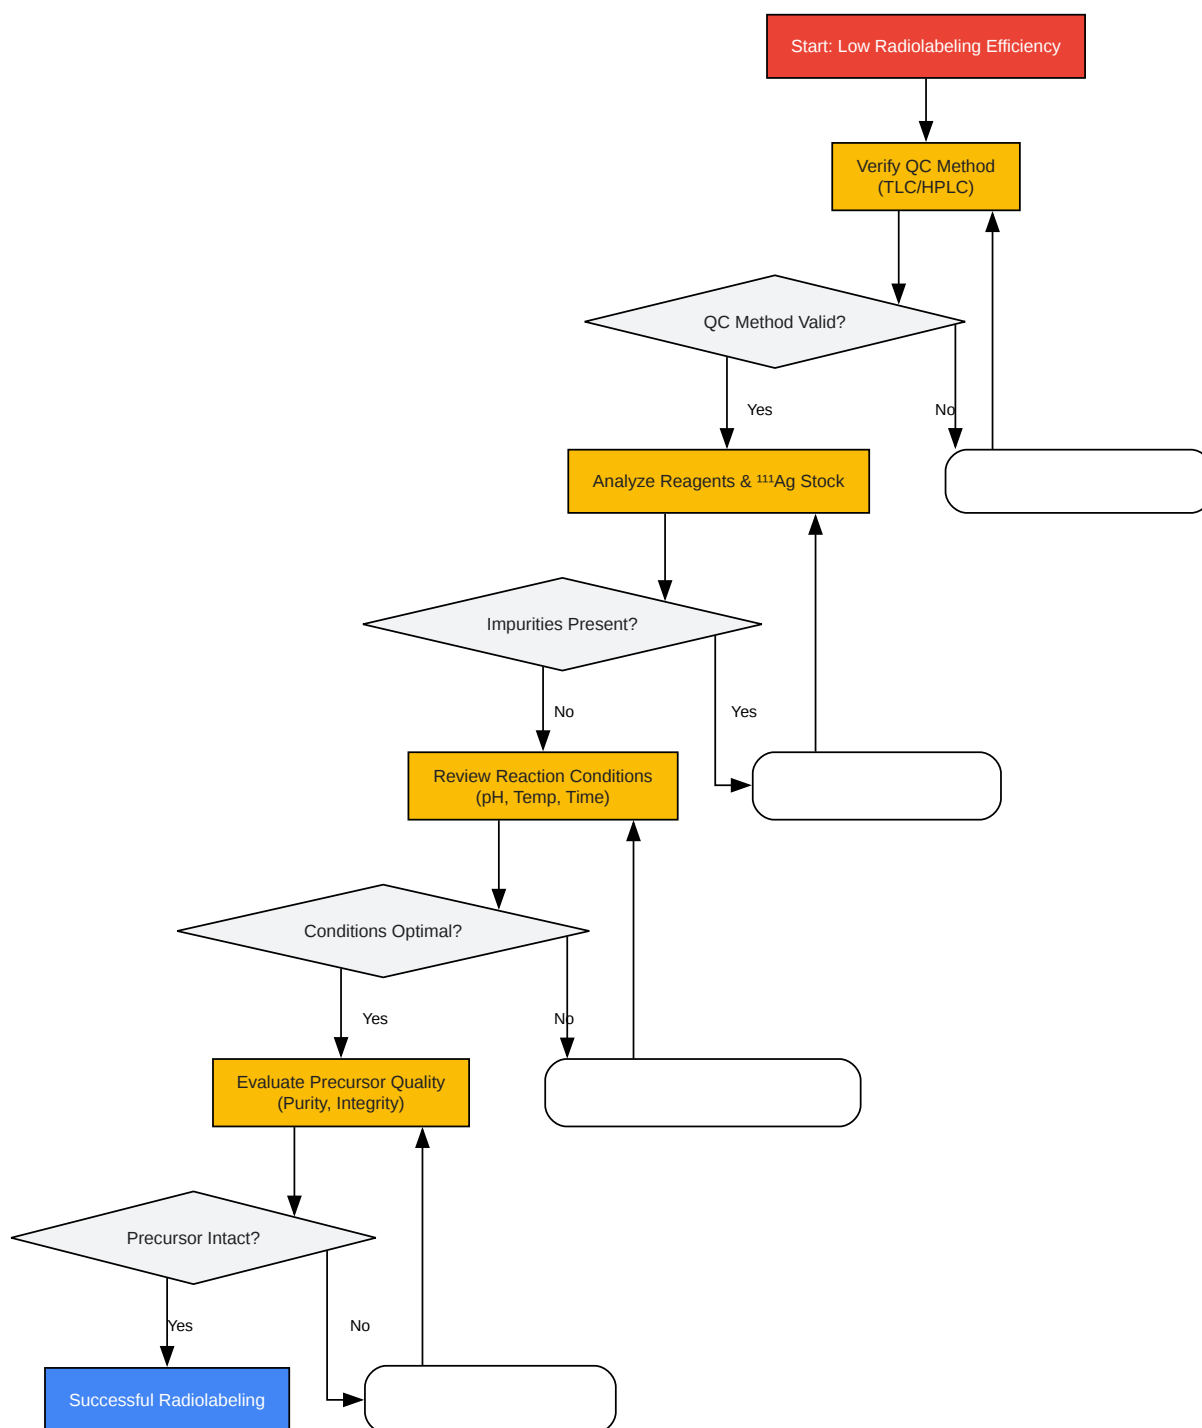 Start: Low Radiolabeling Efficiency
Verify QC Method
(TLC/HPLC)
QC Method Valid?
Yes
No
Analyze Reagents & ¹¹¹Ag Stock
Impurities Present?
No
Yes
Review Reaction Conditions
(pH, Temp, Time)
Conditions Optimal?
Yes
No
Evaluate Precursor Quality
(Purity, Integrity)
Precursor Intact?
Yes
No
Successful Radiolabeling